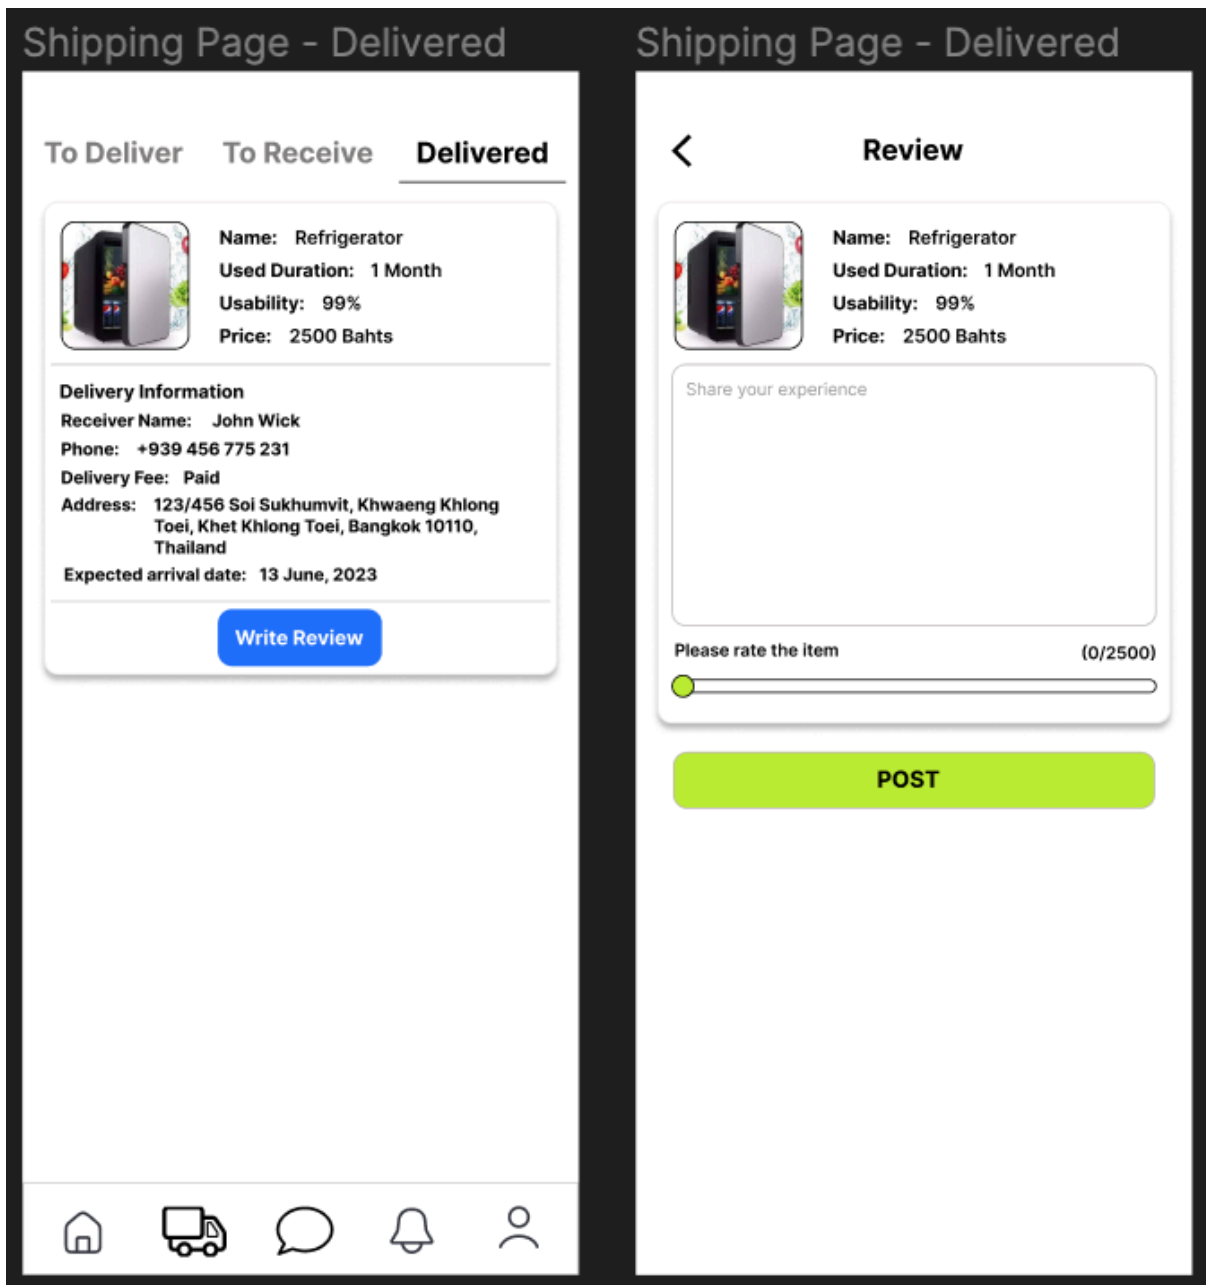 Shipping Page - Delivered
To Deliver To Receive Delivered
Name: Refrigerator
Used Duration: 1 Month
Usability: 99%
Price: 2500 Bahts
Delivery Information
Receiver Name: John Wick
Phone: +939 456 775 231
Delivery Fee: Paid
Address: 123/456 Soi Sukhumvit, Khwaeng Khlong
Toei, Khet Khlong Toei, Bangkok 10110,
Thailand
Expected arrival date: 13 June, 2023
Write Review
Shipping Page - Delivered
Review
Name: Refrigerator
Used Duration: 1 Month
Usability: 99%
Price: 2500 Bahts
Share your experience
Please rate the item (0/2500)
POST